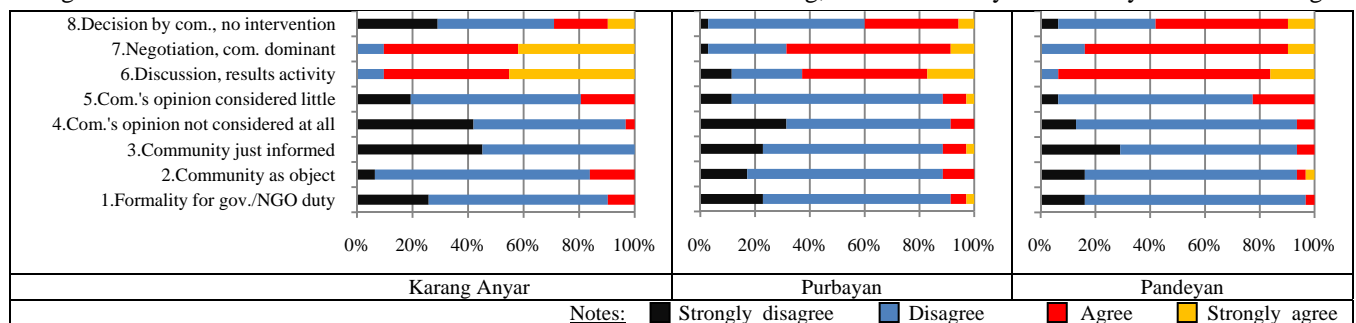 8.Decision by com., no intervention
7.Negotiation, com. dominant
6.Discussion, results activity
5.Com.'s opinion considered little
4.Com.'s opinion not considered at all
3.Community just informed
2.Community as object
1.Formality for gov./NGO duty
0% 20% 40% 60% 80% 100% 0% 20% 40% 60% 80% 100% 0% 20% 40% 60% 80% 100%
Karang Anyar Purbayan Pandeyan
Notes: Strongly disagree Disagree Agree Strongly agree